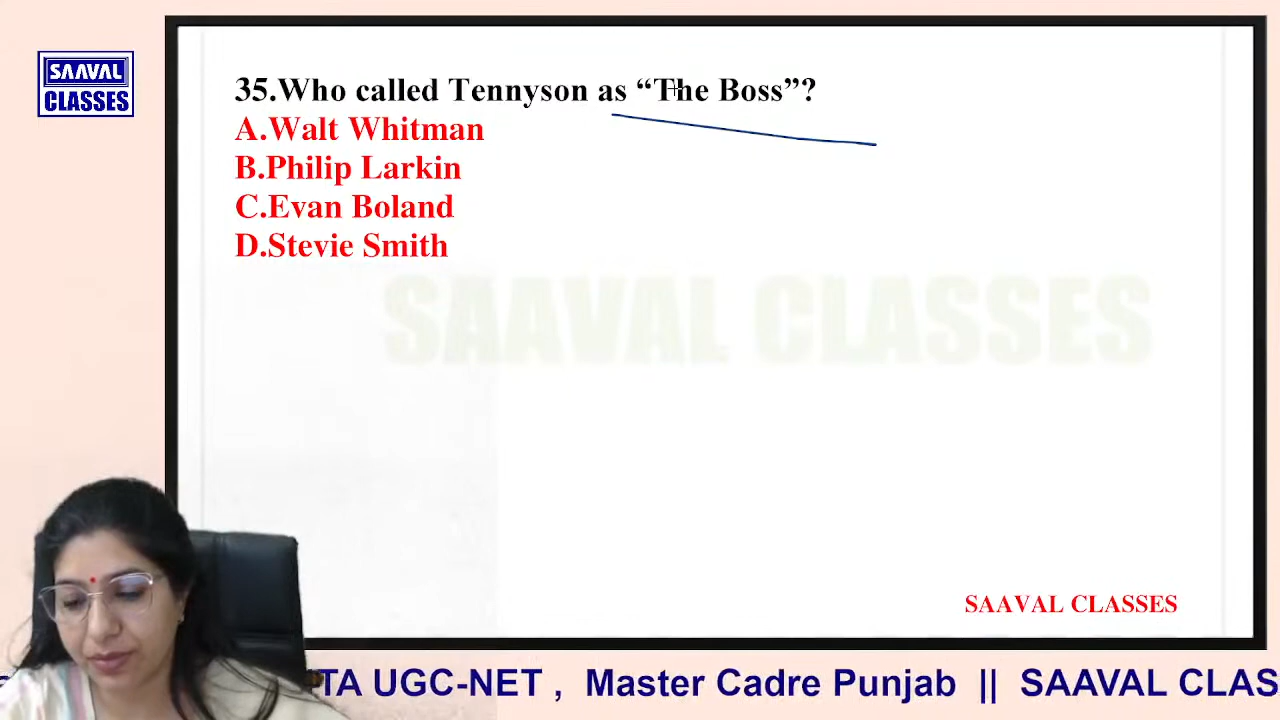 SAAVAL
CLASSES
35.Who called Tennyson as “The Boss”?
A.Walt Whitman
B.Philip Larkin
C.Evan Boland
D.Stevie Smith
SAAVAL CLASSES
SAAVAL CLASSES
TA UGC-NET , Master Cadre Punjab || SAAVAL CLAS